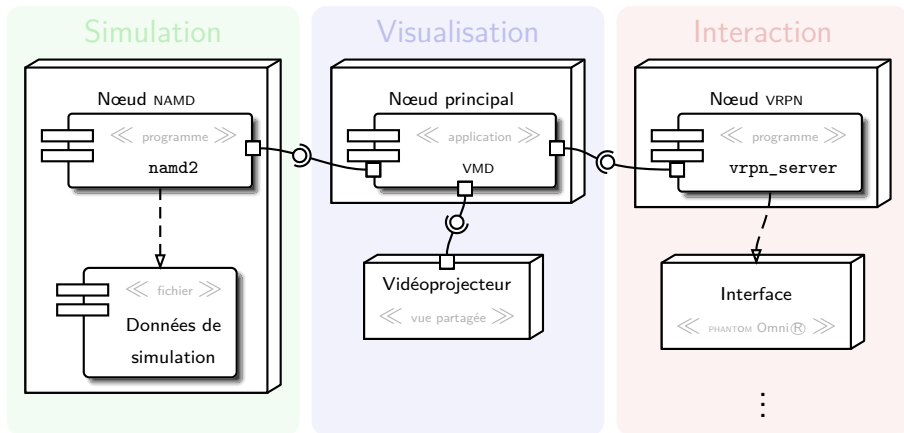 Simulation
Nœud NAMD
≪ programme ≫
namd2
≪ fichier ≫
Données de
simulation
Visualisation
Nœud principal
≪ application ≫
VMD
Vidéoprojecteur
≪ vue partagée ≫
Interaction
Nœud VRPN
≪ programme ≫
vrpn_server
Interface
≪ PHANTOM Omni® ≫
⋮